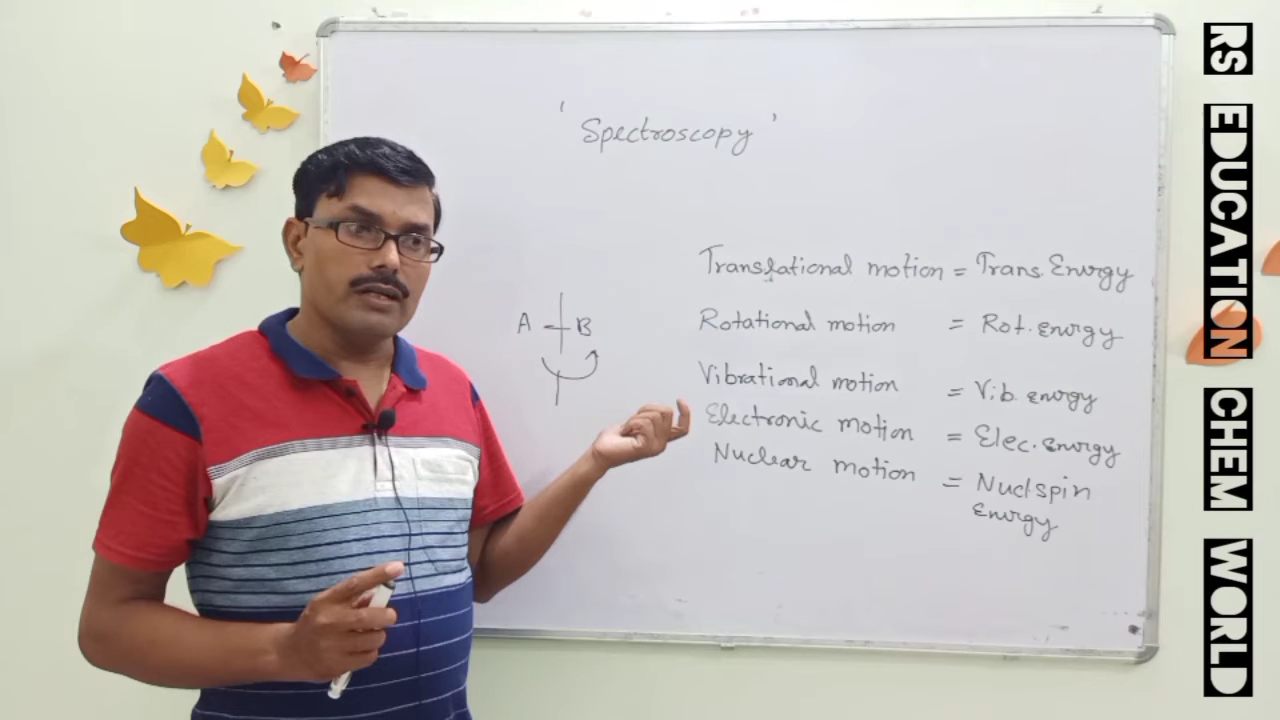 ' Spectroscopy '
Translational motion = Trans. Energy
Rotational motion = Rot. energy
A B
Vibrational motion = Vib. energy
Electronic motion = Elec. energy
Nuclear motion = Nucl spin
Energy
RS EDUCATION CHEM WORLD